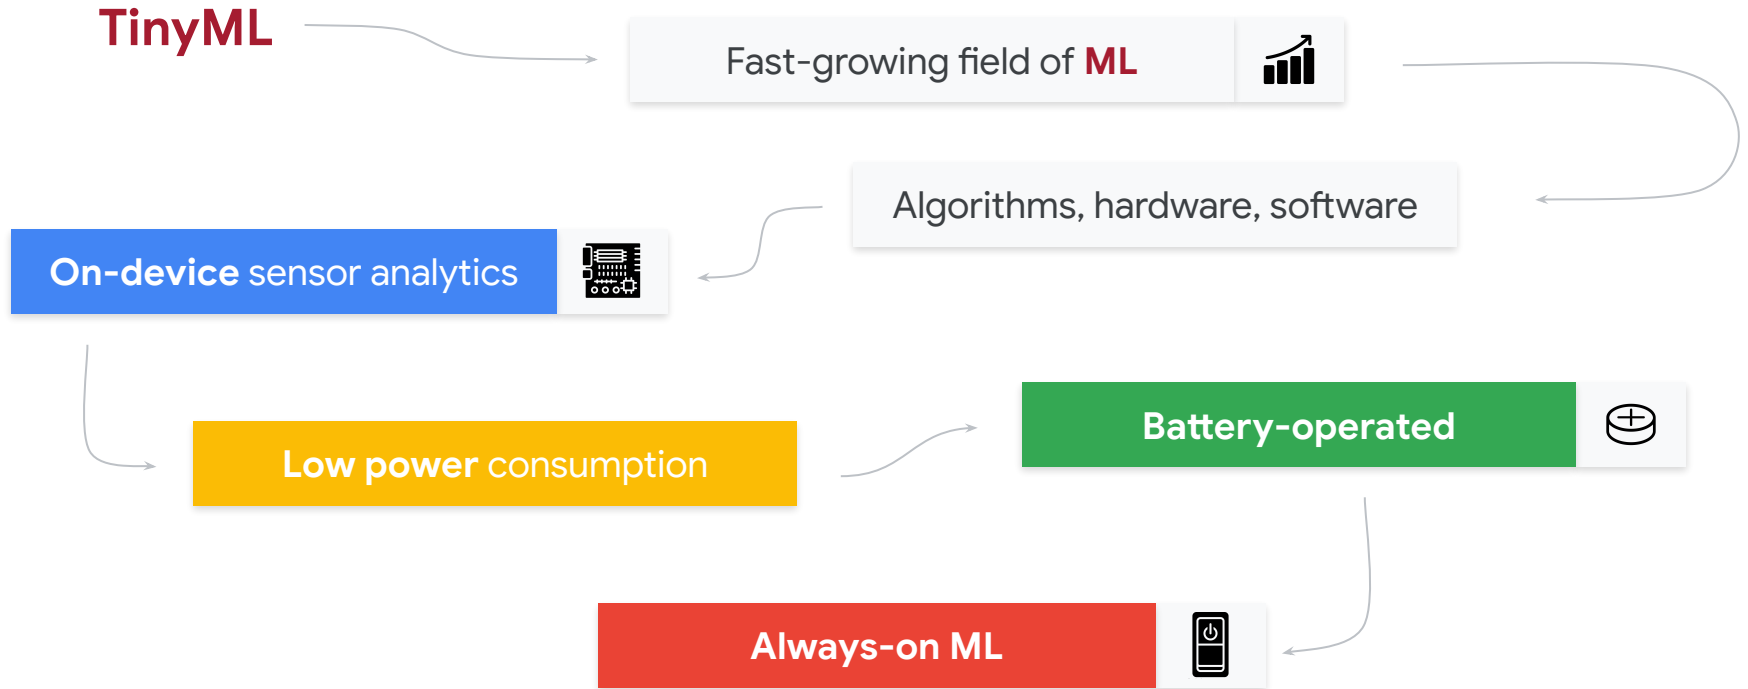 TinyML
Fast-growing field of ML
Algorithms, hardware, software
On-device sensor analytics
Low power consumption
Battery-operated
Always-on ML